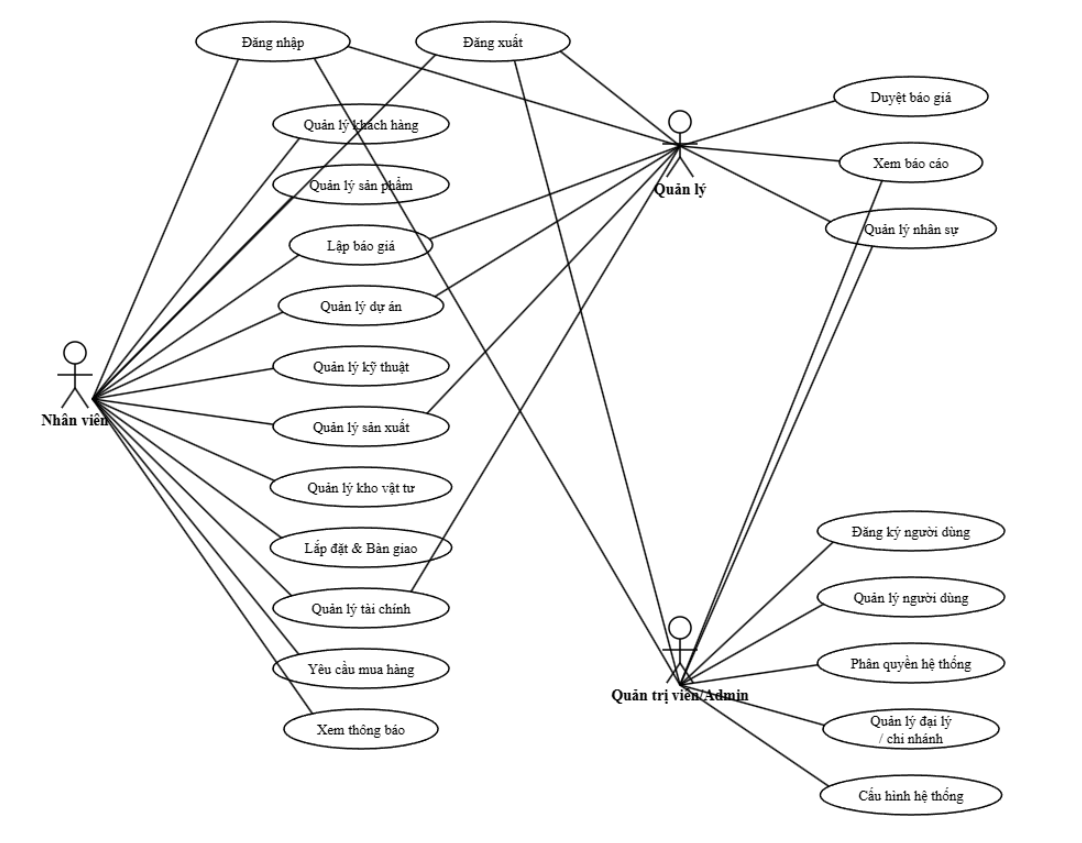 Đăng nhập
Đăng xuất
Duyệt báo giá
Quản lý khách hàng
Xem báo cáo
Quản lý sản phẩm
Quản lý
Quản lý nhân sự
Lập báo giá
Quản lý dự án
Quản lý kỹ thuật
Nhân viên
Quản lý sản xuất
Quản lý kho vật tư
Đăng ký người dùng
Lắp đặt & Bàn giao
Quản lý người dùng
Quản lý tài chính
Phân quyền hệ thống
Yêu cầu mua hàng
Quản trị viên/Admin
Quản lý đại lý
/ chi nhánh
Xem thông báo
Cấu hình hệ thống